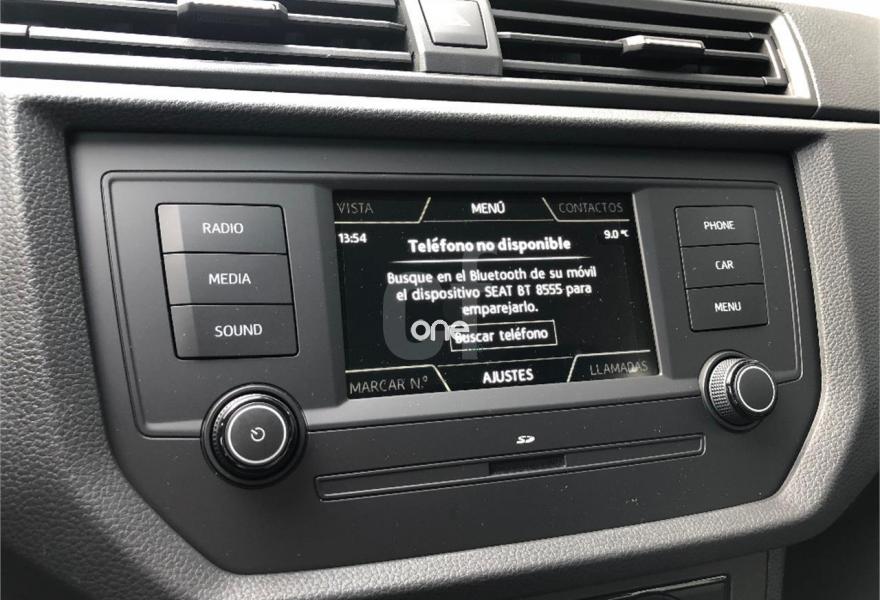 RADIO
MEDIA
SOUND
VISTA MENÚ CONTACTOS
13:54 9.0 °C
Teléfono no disponible
Busque en el Bluetooth de su móvil
el dispositivo SEAT BT 8555 para
emparejarlo.
one
Buscar teléfono
MARCAR N.º AJUSTES LLAMADAS
PHONE
CAR
MENU
SD